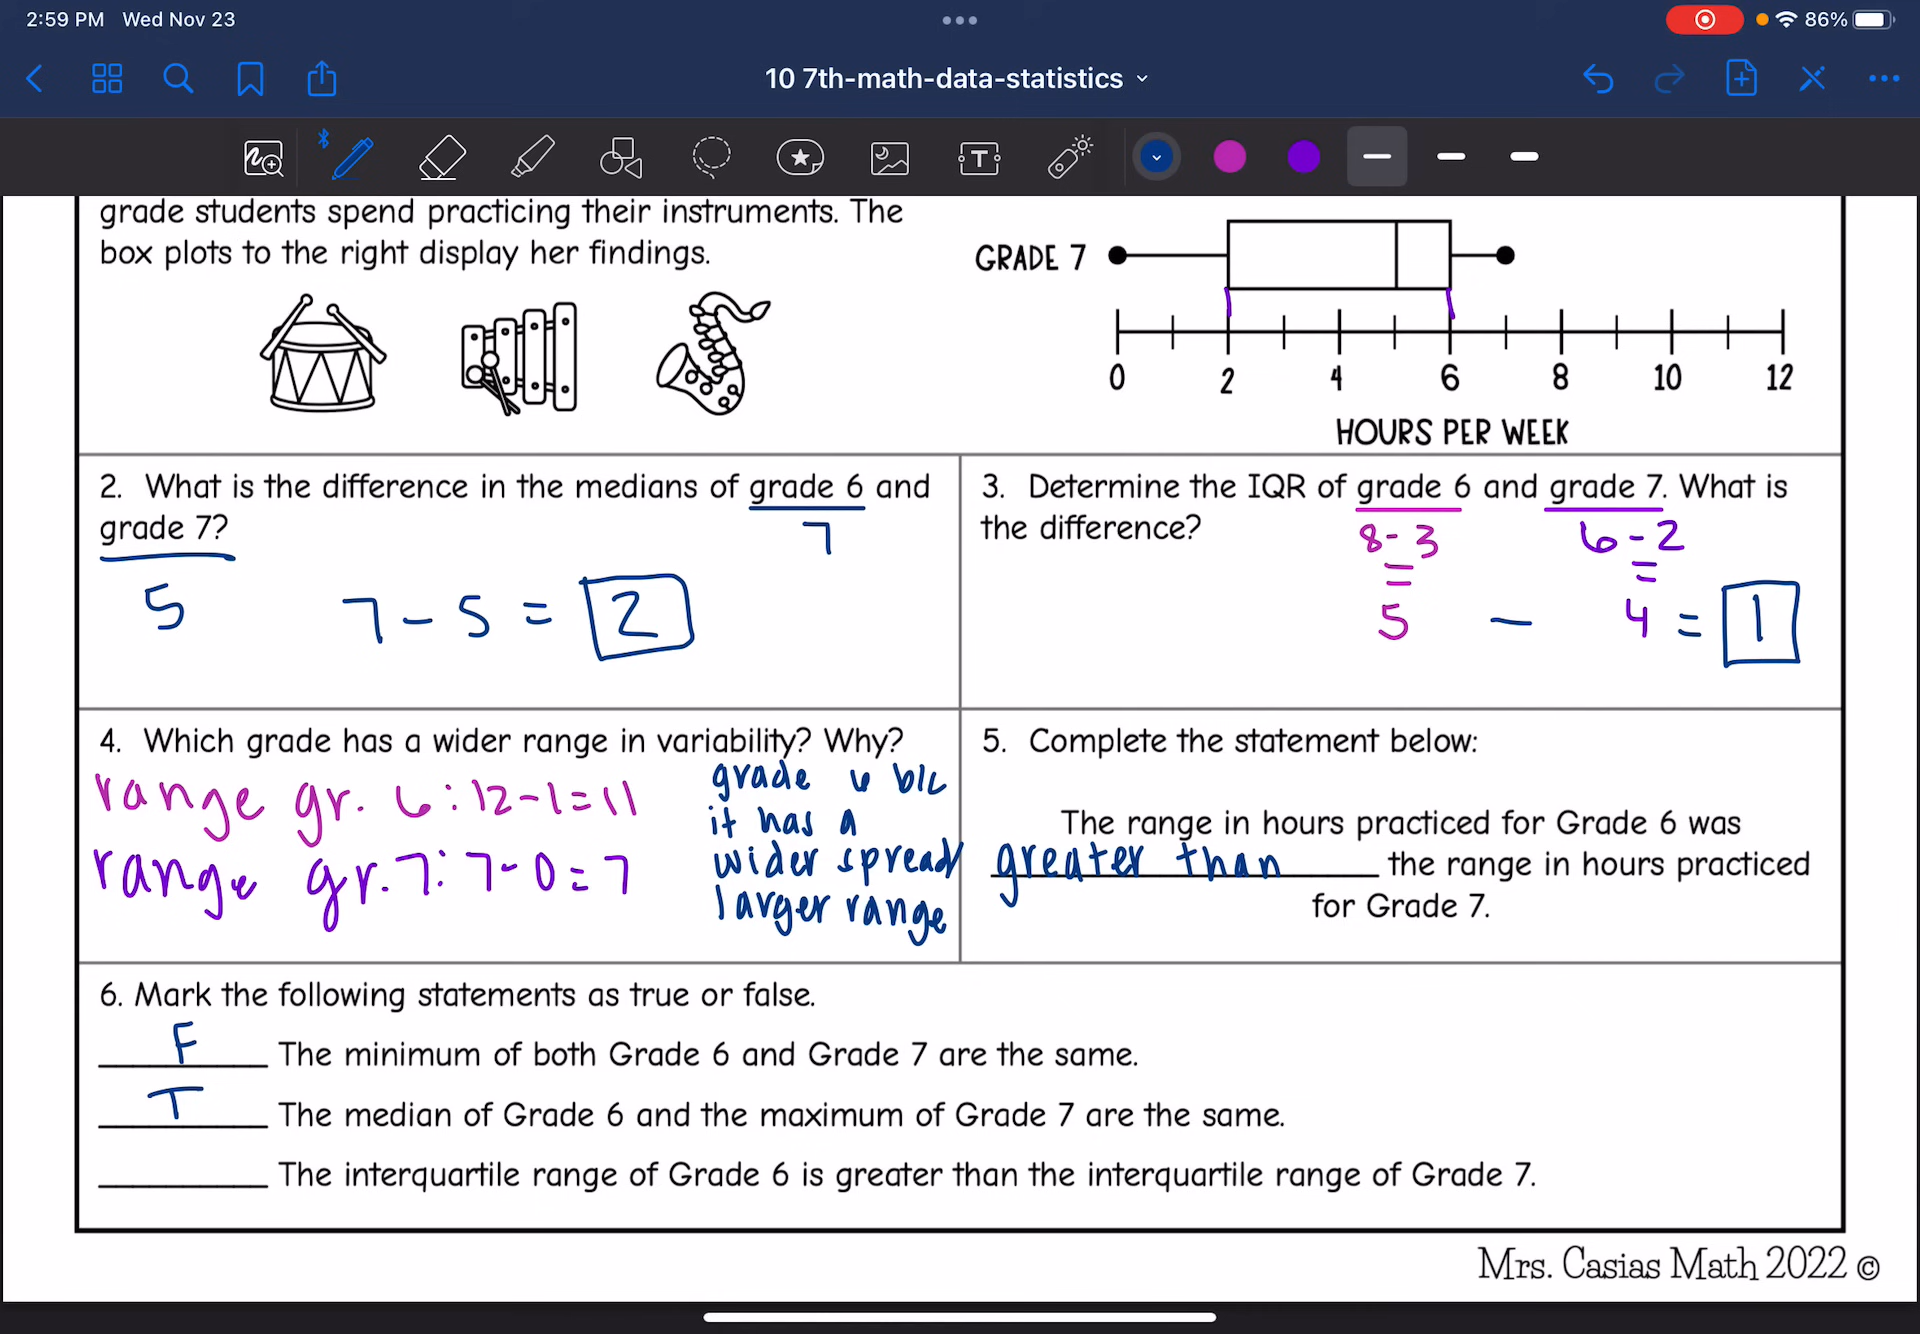 2:59 PM Wed Nov 23
86%
10 7th-math-data-statistics
grade students spend practicing their instruments. The
box plots to the right display her findings.
GRADE 7
0 2 4 6 8 10 12
HOURS PER WEEK
2. What is the difference in the medians of grade 6 and
grade 7?
7
5
7 - 5 = 2
3. Determine the IQR of grade 6 and grade 7. What is
the difference?
8-3 6-2
= =
5 - 4 = 1
4. Which grade has a wider range in variability? Why?
range gr. 6: 12-1=11
range gr. 7: 7-0=7
grade 6 b/c
it has a
wider spread/
larger range
5. Complete the statement below:
The range in hours practiced for Grade 6 was
greater than the range in hours practiced
for Grade 7.
6. Mark the following statements as true or false.
F The minimum of both Grade 6 and Grade 7 are the same.
T The median of Grade 6 and the maximum of Grade 7 are the same.
The interquartile range of Grade 6 is greater than the interquartile range of Grade 7.
Mrs. Casias Math 2022 ©